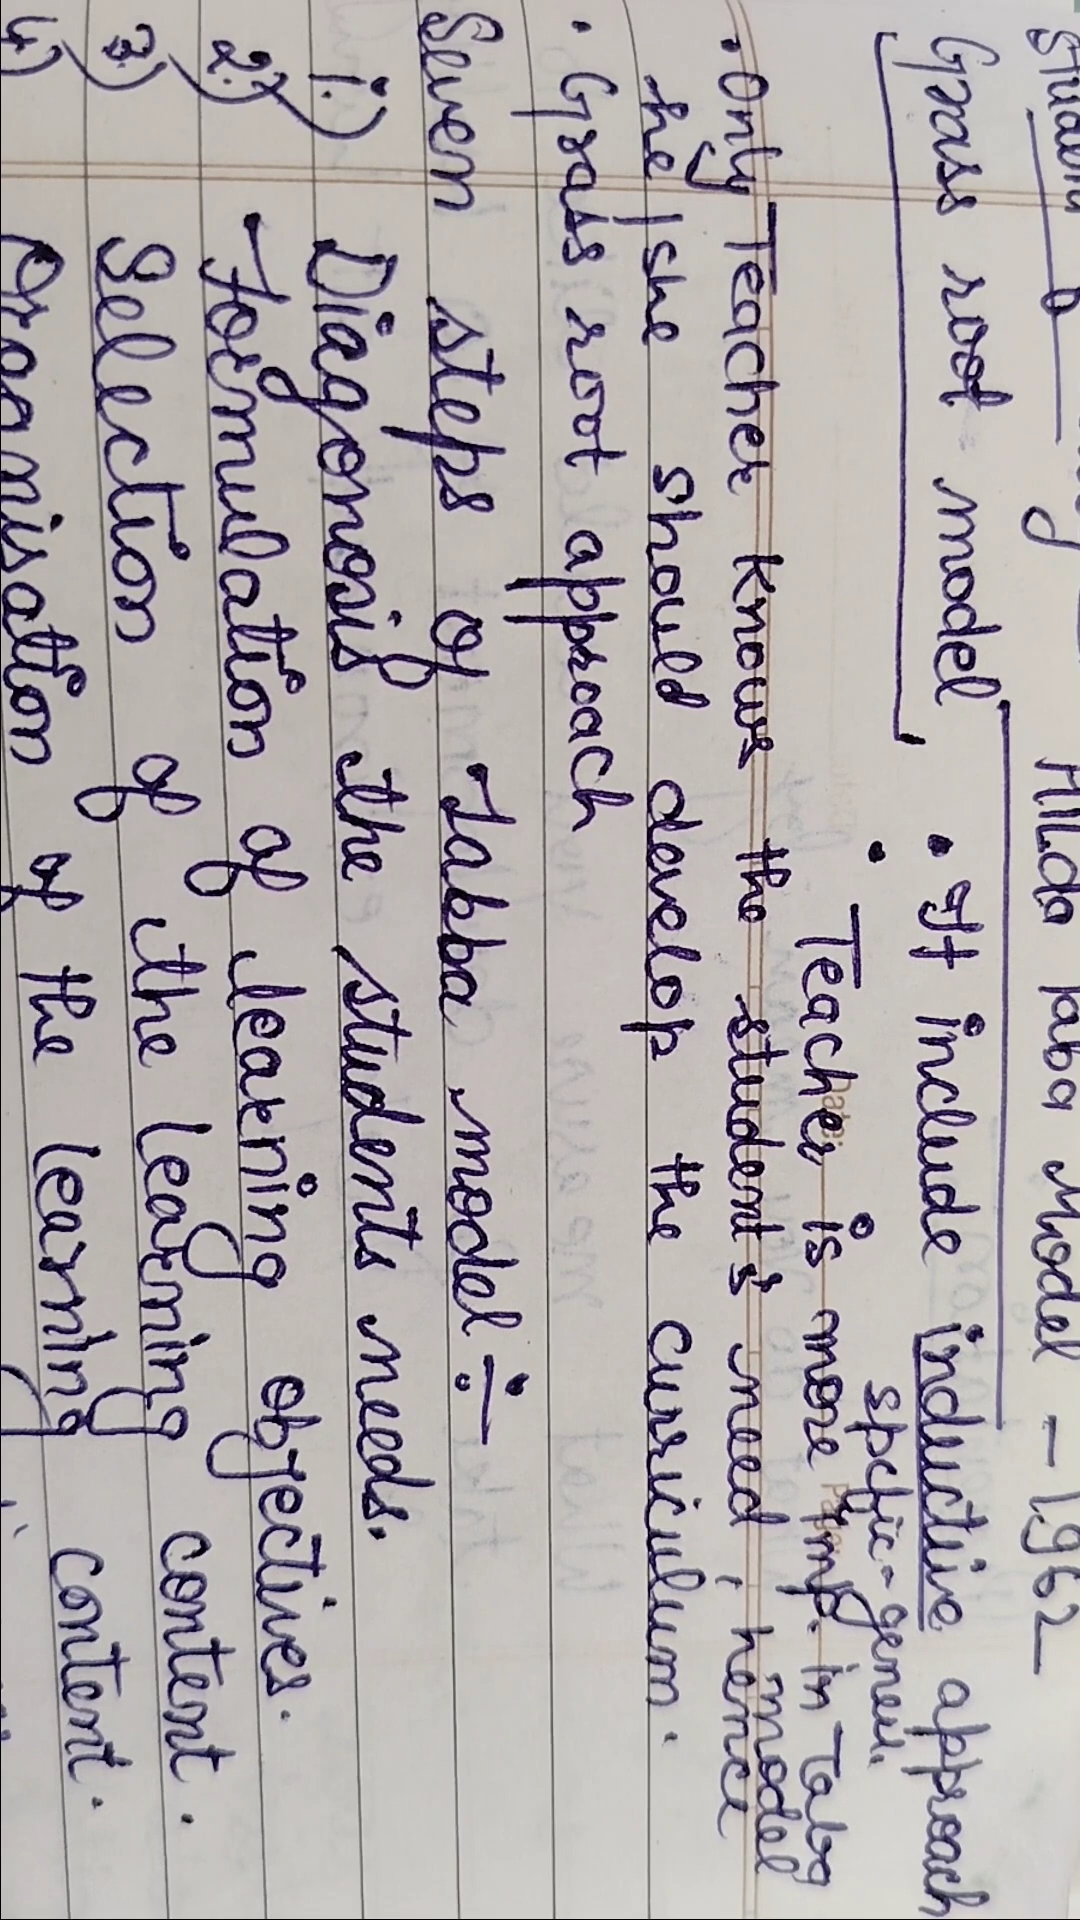 Hilda Taba Model - 1962
Grass root model • It include inductive approach
specfic - gener.
• Teacher is more imp. in Taba model
• Only Teacher knows the student's need, hence
he/she should develop the curriculum.
• Grass root approach
Seven steps of Tabba model :-
1.) Diagonosis the students needs.
2.) Formulation of learning objectives.
3.) Selection of the learning content.
4.) Organisation of the learning content.